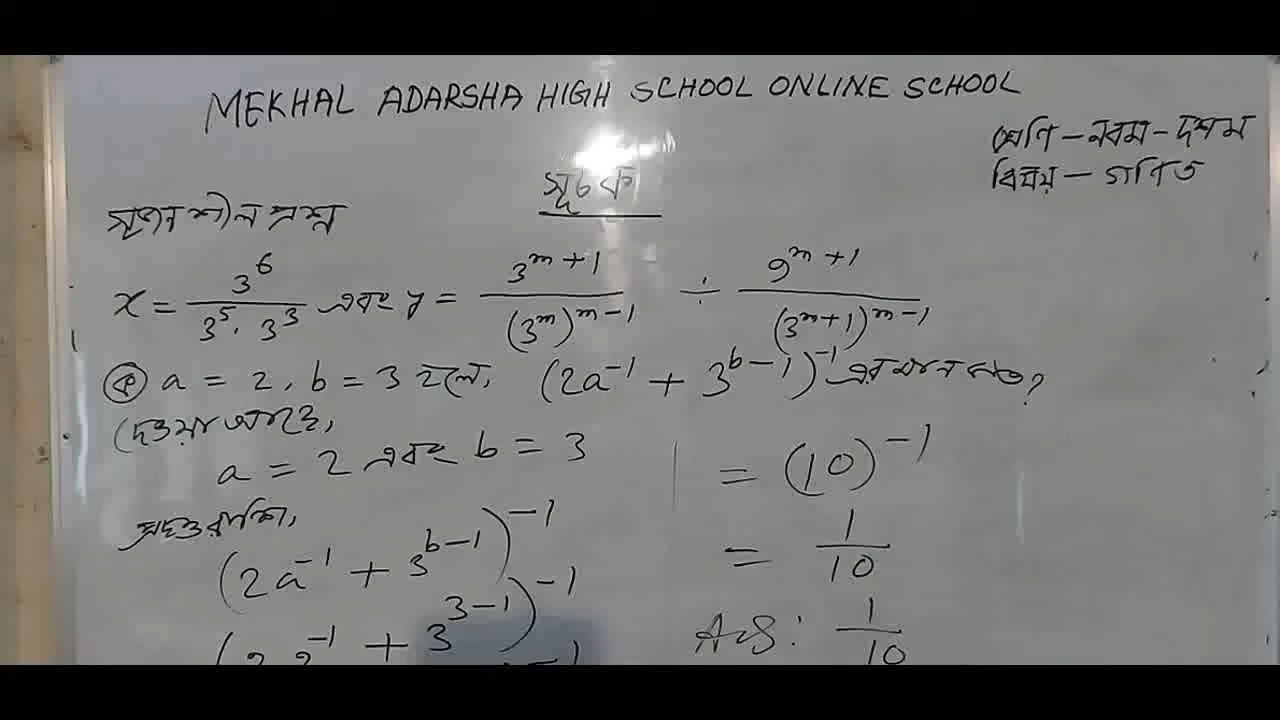 MEKHAL ADARSHA HIGH SCHOOL ONLINE SCHOOL
শ্রেণি – নবম – দশম
বিষয় – গণিত
সূচক
সৃজনশীল প্রশ্ন
x = 3^6 / (3^5 · 3^3) এবং y = 3^(m+1) / (3^m)^(m-1) ÷ 9^(m+1) / (3^(m+1))^(m-1)
ক a = 2, b = 3 হলে, (2a^-1 + 3^(b-1))^-1 এর মান কত?
দেওয়া আছে,
a = 2 এবং b = 3
প্রদত্ত রাশি,
(2a^-1 + 3^(b-1))^-1
(2.2^-1 + 3^(3-1))^-1
= (10)^-1
= 1/10
Ans: 1/10